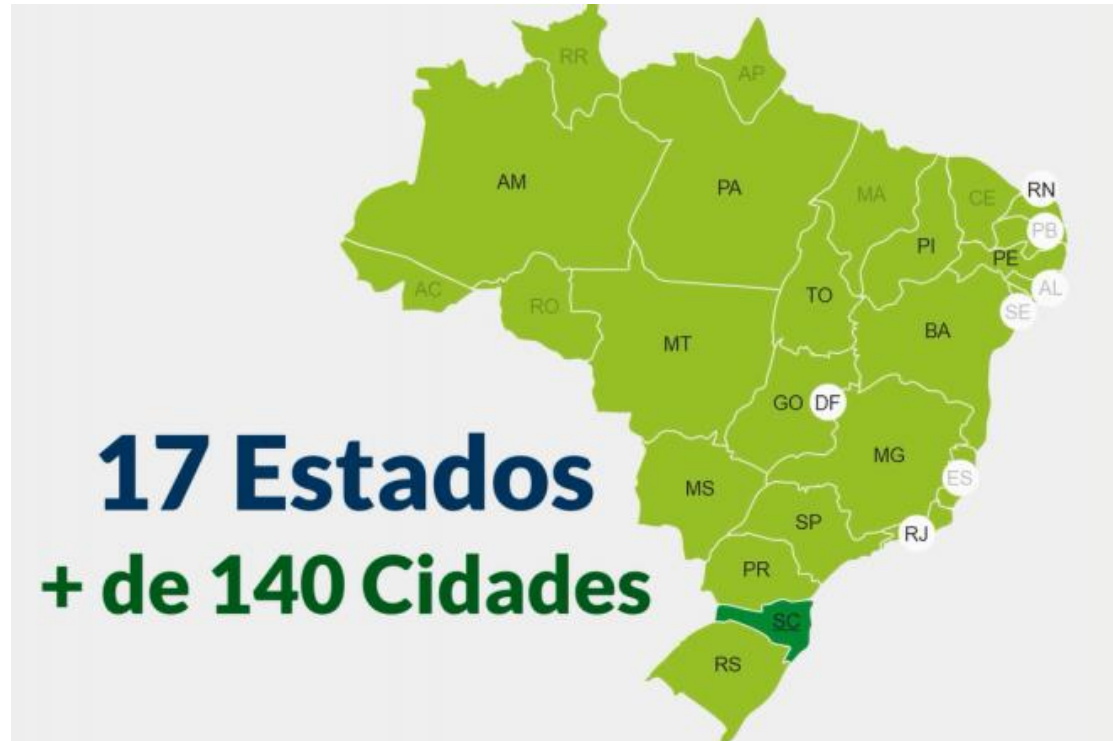 RR
AP
AM
PA
MA
CE
RN
PB
PI
PE
AL
AC
RO
TO
SE
BA
MT
GO DF
MG
17 Estados
MS
ES
SP
RJ
+ de 140 Cidades
PR
SC
RS